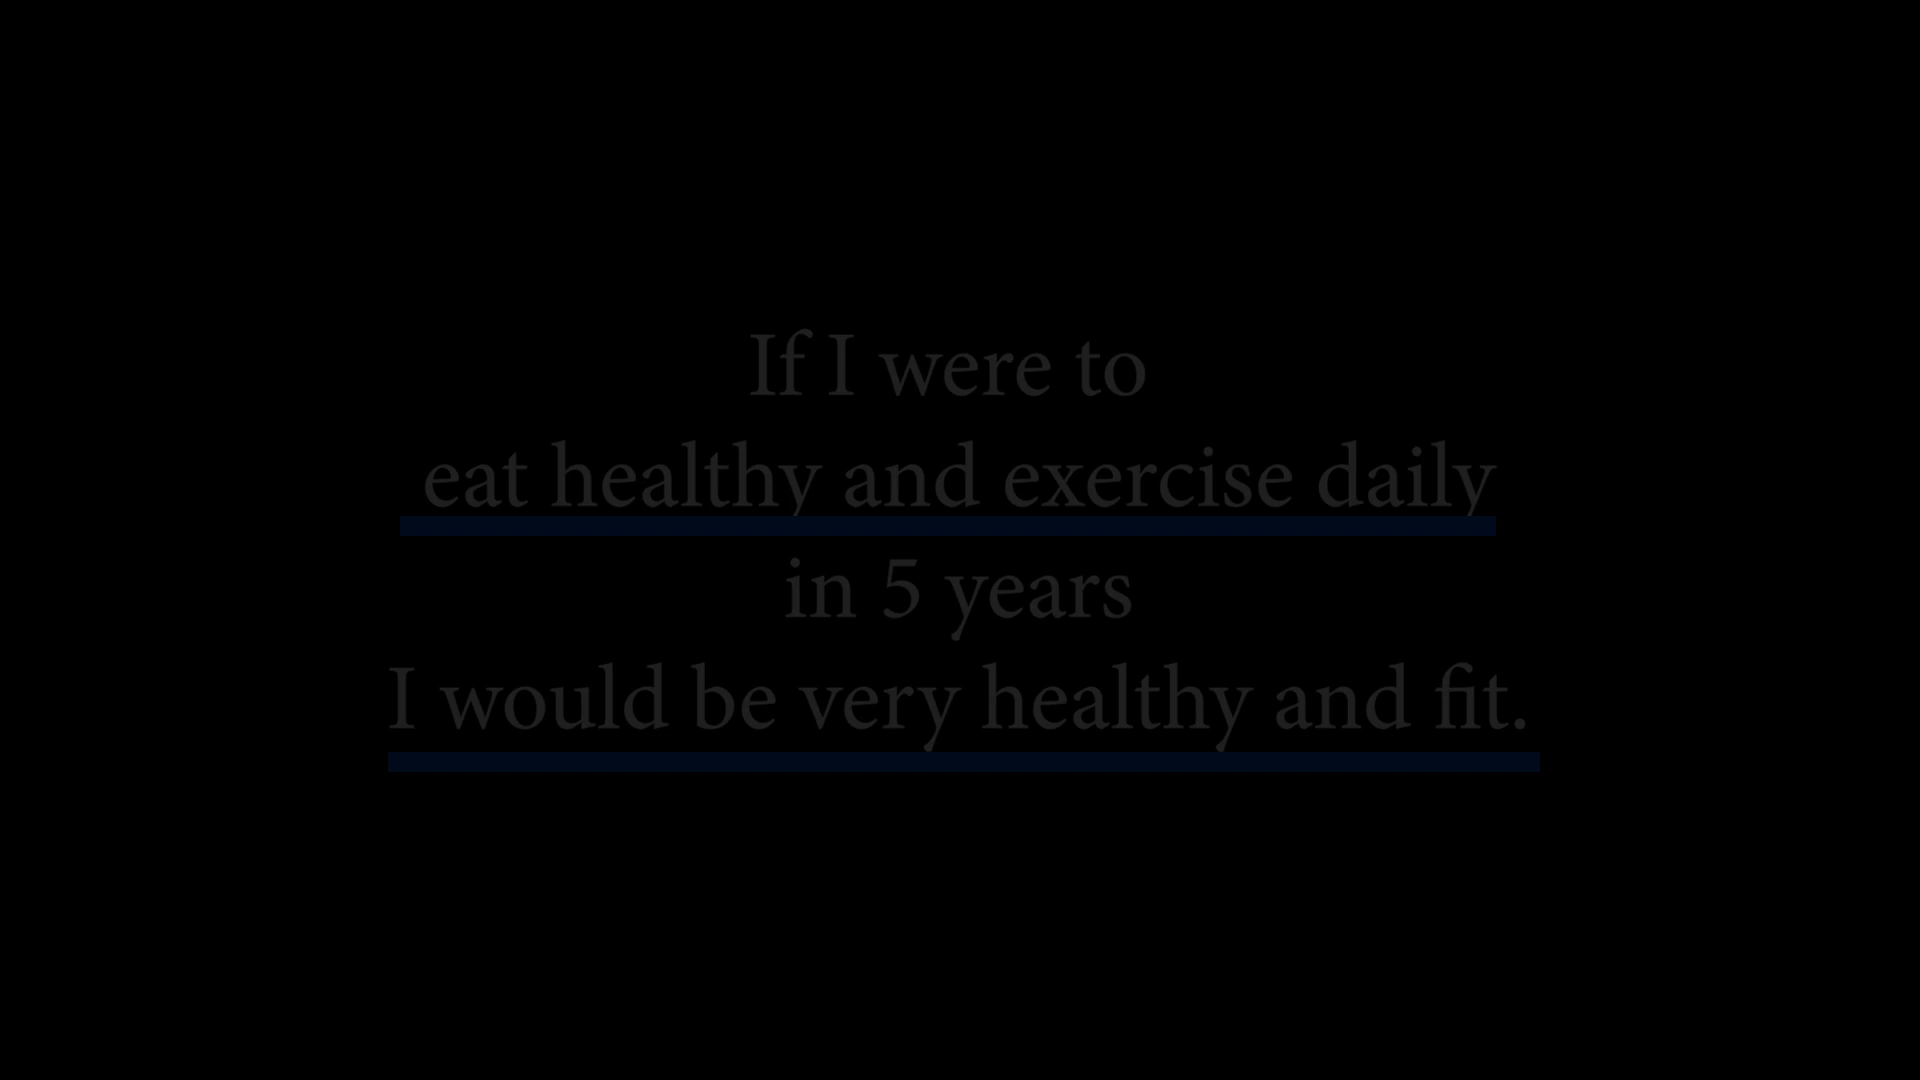 If I were to
eat healthy and exercise daily
in 5 years
I would be very healthy and fit.